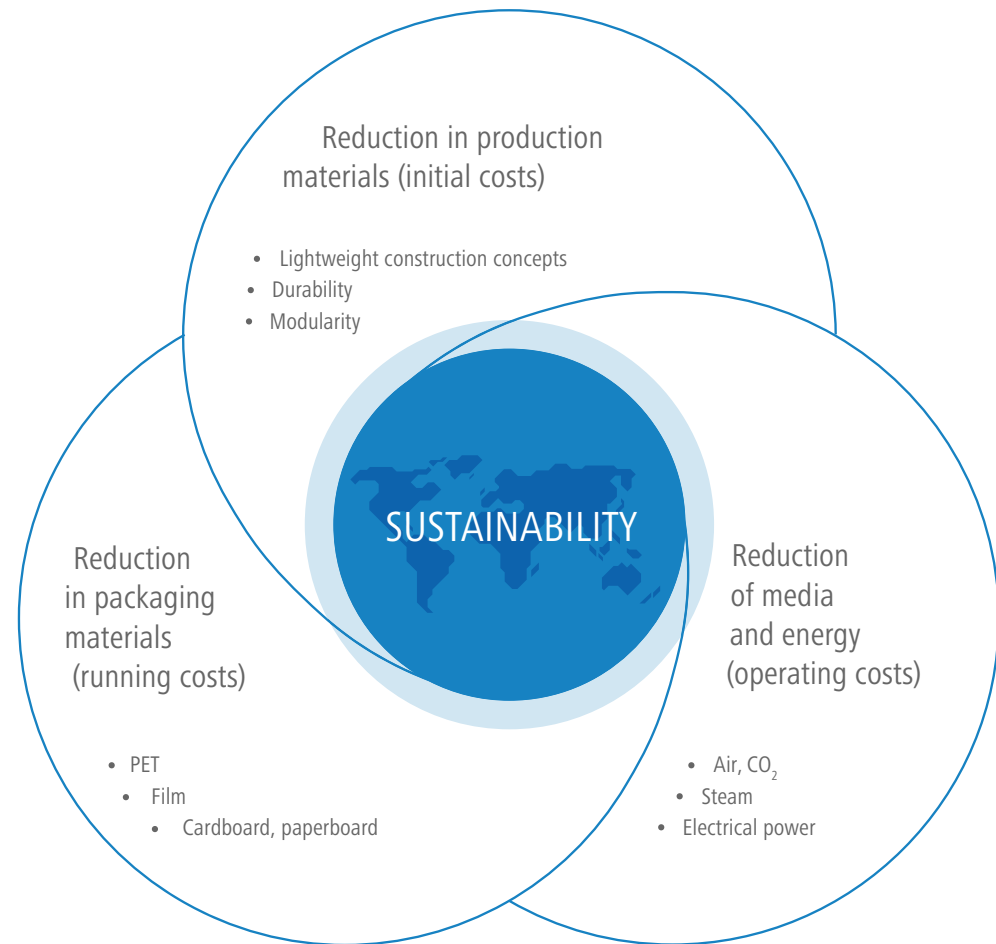 Reduction in production
materials (initial costs)
• Lightweight construction concepts
• Durability
• Modularity
SUSTAINABILITY
Reduction
in packaging
materials
(running costs)
• PET
• Film
• Cardboard, paperboard
Reduction
of media
and energy
(operating costs)
• Air, CO₂
• Steam
• Electrical power